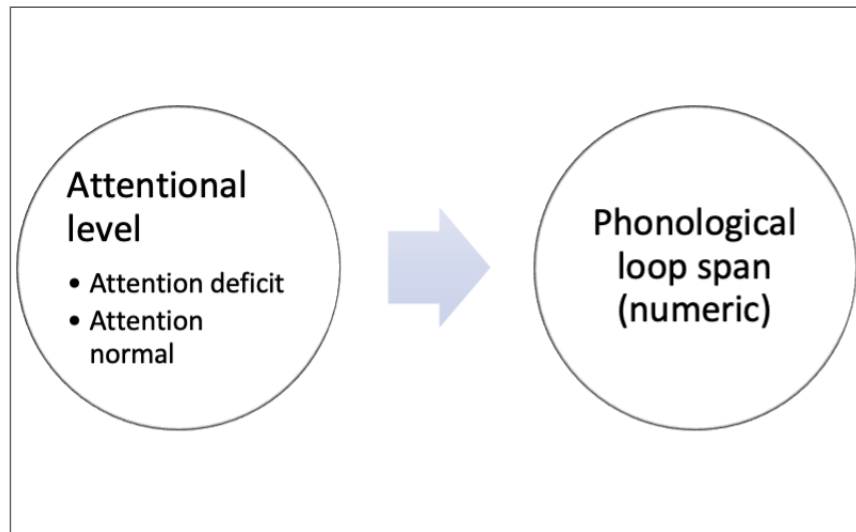 Attentional
level
• Attention deficit
• Attention
normal
Phonological
loop span
(numeric)